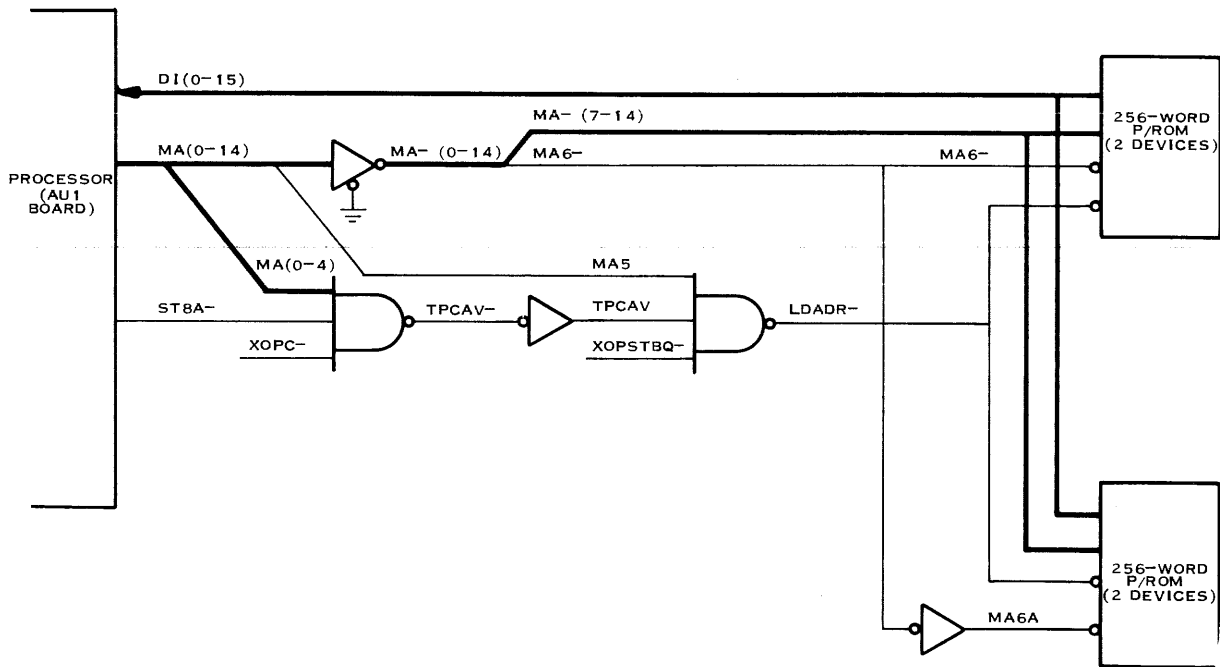 DI(0-15)
MA- (7-14)
256-WORD
P/ROM
(2 DEVICES)
MA(0-14)
MA- (0-14)
MA6-
MA6-
PROCESSOR
(AU1
BOARD)
MA(0-4)
MA5
ST8A-
TPCAV-
TPCAV
LDADR-
XOPC-
XOPSTBQ-
256-WORD
P/ROM
(2 DEVICES)
MA6A